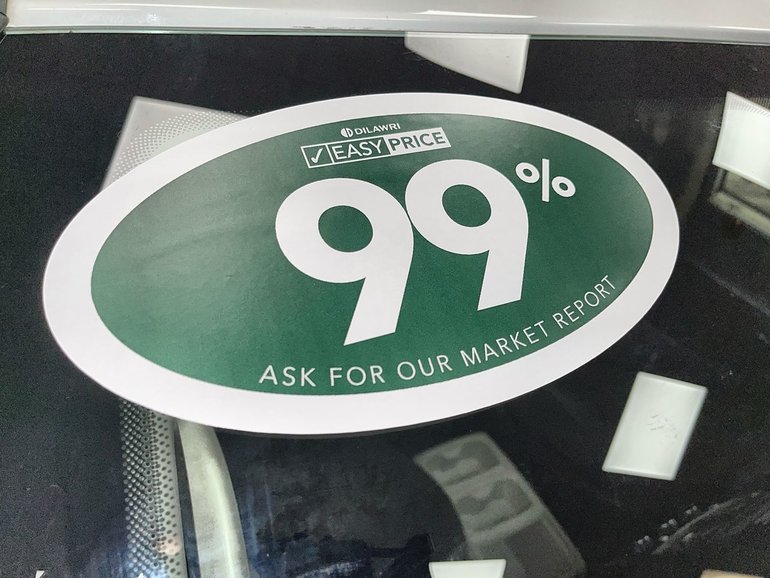 DILAWRI
✓ EASY PRICE
99%
ASK FOR OUR MARKET REPORT